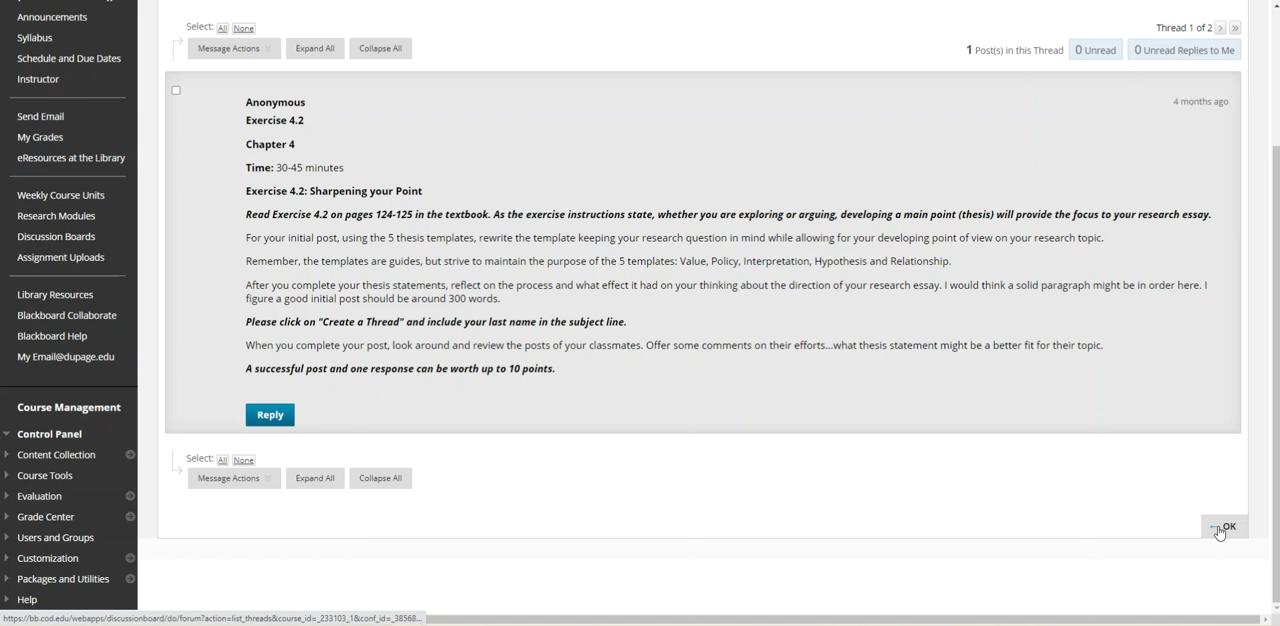 Announcements
Syllabus
Schedule and Due Dates
Instructor
Send Email
My Grades
eResources at the Library
Weekly Course Units
Research Modules
Discussion Boards
Assignment Uploads
Library Resources
Blackboard Collaborate
Blackboard Help
My Email@dupage.edu
Course Management
Control Panel
Content Collection
Course Tools
Evaluation
Grade Center
Users and Groups
Customization
Packages and Utilities
Help
Select: All None
Thread 1 of 2 > »
Message Actions Expand All Collapse All
1 Post(s) in this Thread 0 Unread 0 Unread Replies to Me
Anonymous 4 months ago
Exercise 4.2
Chapter 4
Time: 30-45 minutes
Exercise 4.2: Sharpening your Point
Read Exercise 4.2 on pages 124-125 in the textbook. As the exercise instructions state, whether you are exploring or arguing, developing a main point (thesis) will provide the focus to your research essay.
For your initial post, using the 5 thesis templates, rewrite the template keeping your research question in mind while allowing for your developing point of view on your research topic.
Remember, the templates are guides, but strive to maintain the purpose of the 5 templates: Value, Policy, Interpretation, Hypothesis and Relationship.
After you complete your thesis statements, reflect on the process and what effect it had on your thinking about the direction of your research essay. I would think a solid paragraph might be in order here. I
figure a good initial post should be around 300 words.
Please click on "Create a Thread" and include your last name in the subject line.
When you complete your post, look around and review the posts of your classmates. Offer some comments on their efforts...what thesis statement might be a better fit for their topic.
A successful post and one response can be worth up to 10 points.
Reply
Select: All None
Message Actions Expand All Collapse All
← OK
https://bb.cod.edu/webapps/discussionboard/do/forum?action=list_threads&course_id=_233103_1&conf_id=_38568...